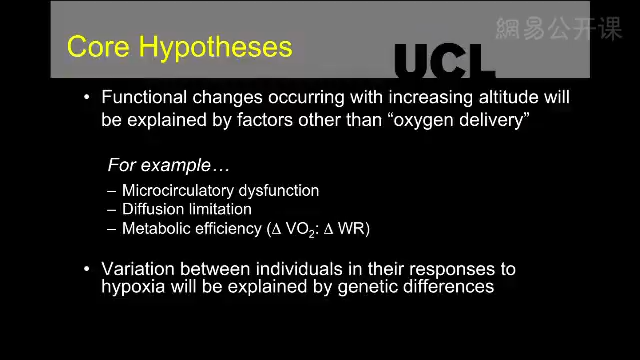 網易公开课
Core Hypotheses
UCL
• Functional changes occurring with increasing altitude will
be explained by factors other than “oxygen delivery”
For example…
– Microcirculatory dysfunction
– Diffusion limitation
– Metabolic efficiency (Δ VO2: Δ WR)
• Variation between individuals in their responses to
hypoxia will be explained by genetic differences